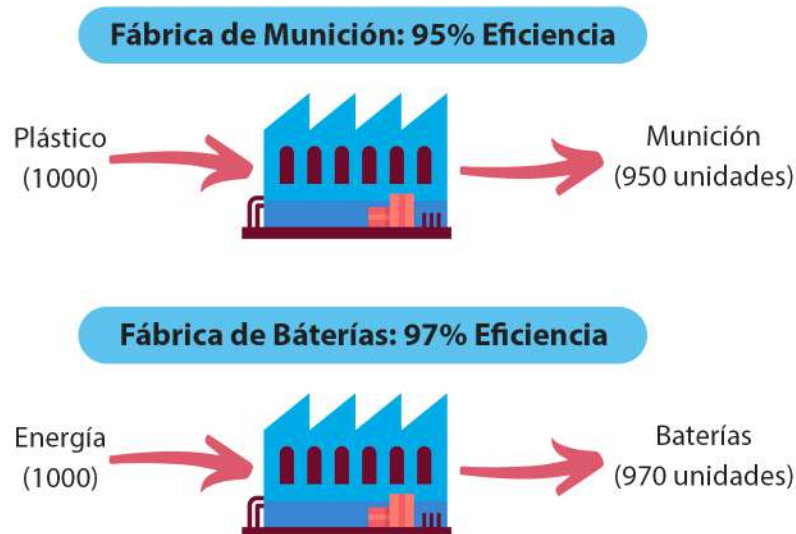 Fábrica de Munición: 95% Eficiencia
Plástico
(1000)
Munición
(950 unidades)
Fábrica de Báterías: 97% Eficiencia
Energía
(1000)
Baterías
(970 unidades)